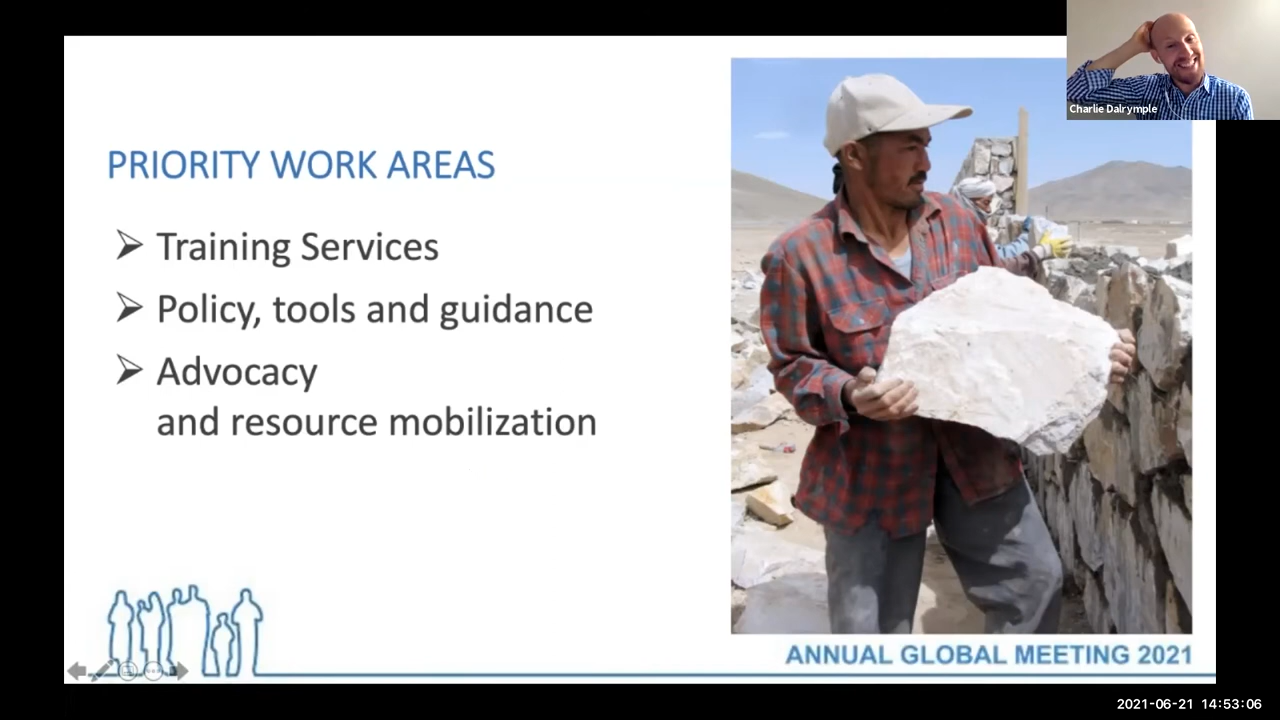 Charlie Dalrymple
PRIORITY WORK AREAS
Training Services
Policy, tools and guidance
Advocacy
and resource mobilization
ANNUAL GLOBAL MEETING 2021
2021-06-21 14:53:06